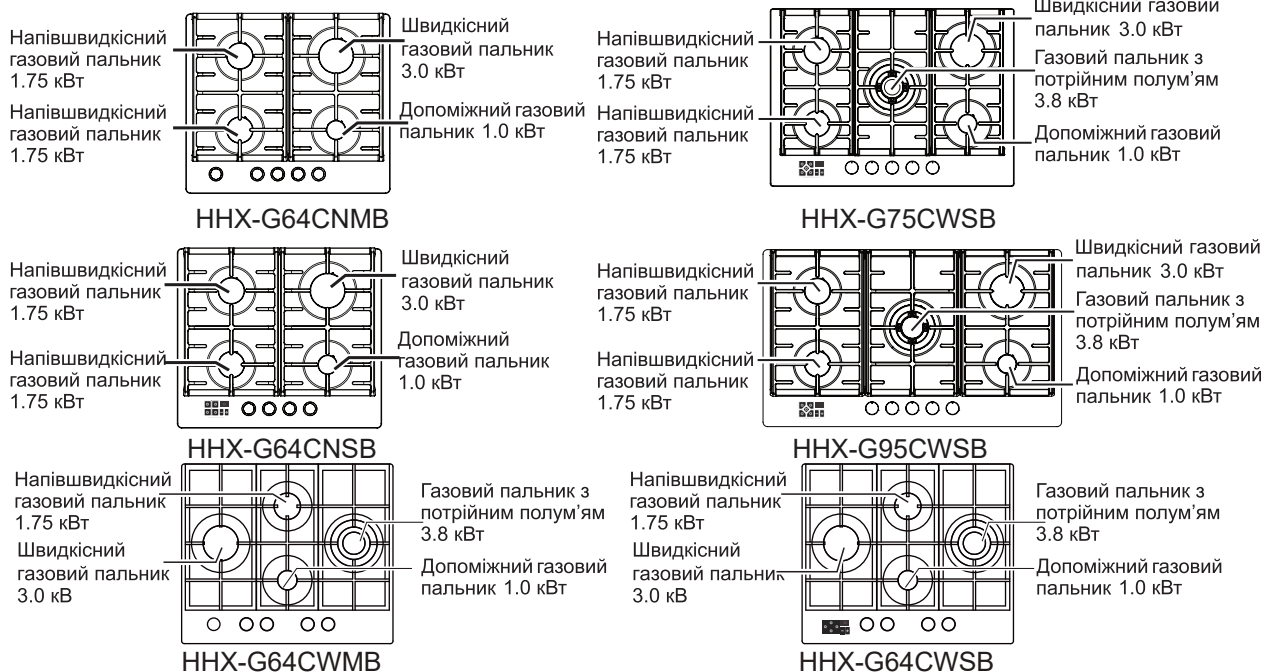 Напівшвидкісний
газовий пальник
1.75 кВт
Швидкісний
газовий пальник
3.0 кВт
Напівшвидкісний
газовий пальник
1.75 кВт
Допоміжний газовий
пальник 1.0 кВт
HHX-G64CNMB
Напівшвидкісний
газовий пальник
1.75 кВт
Швидкісний газовий
пальник 3.0 кВт
Газовий пальник з
потрійним полум’ям
3.8 кВт
Напівшвидкісний
газовий пальник
1.75 кВт
Допоміжний газовий
пальник 1.0 кВт
HHX-G75CWSB
Напівшвидкісний
газовий пальник
1.75 кВт
Швидкісний
газовий пальник
3.0 кВт
Напівшвидкісний
газовий пальник
1.75 кВт
Допоміжний
газовий пальник
1.0 кВт
HHX-G64CNSB
Напівшвидкісний
газовий пальник
1.75 кВт
Швидкісний газовий
пальник 3.0 кВт
Газовий пальник з
потрійним полум’ям
3.8 кВт
Напівшвидкісний
газовий пальник
1.75 кВт
Допоміжний газовий
пальник 1.0 кВт
HHX-G95CWSB
Напівшвидкісний
газовий пальник
1.75 кВт
Швидкісний
газовий пальник
3.0 кВ
Газовий пальник з
потрійним полум’ям
3.8 кВт
Допоміжний газовий
пальник 1.0 кВт
HHX-G64CWMB
Напівшвидкісний
газовий пальник
1.75 кВт
Швидкісний
газовий пальник
3.0 кВ
Газовий пальник з
потрійним полум’ям
3.8 кВт
Допоміжний газовий
пальник 1.0 кВт
HHX-G64CWSB